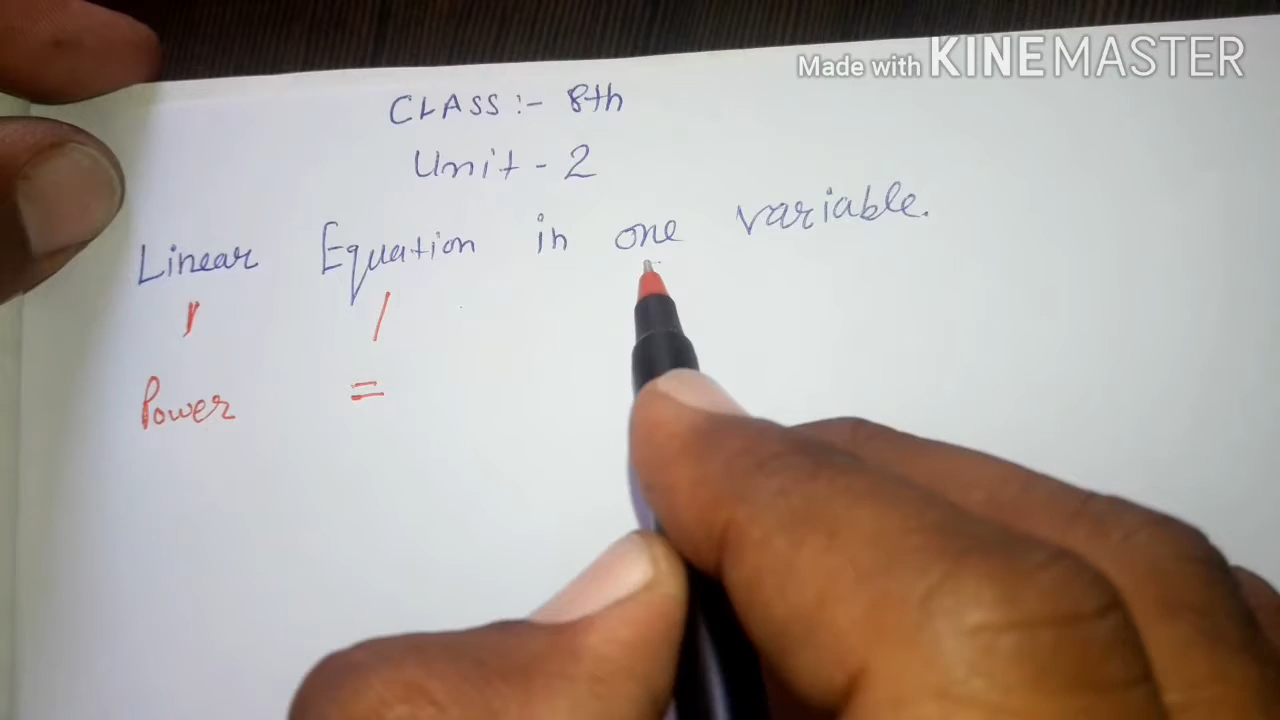 Made with KINEMASTER
CLASS :- 8th
Unit - 2
Linear Equation in one variable.
Power =